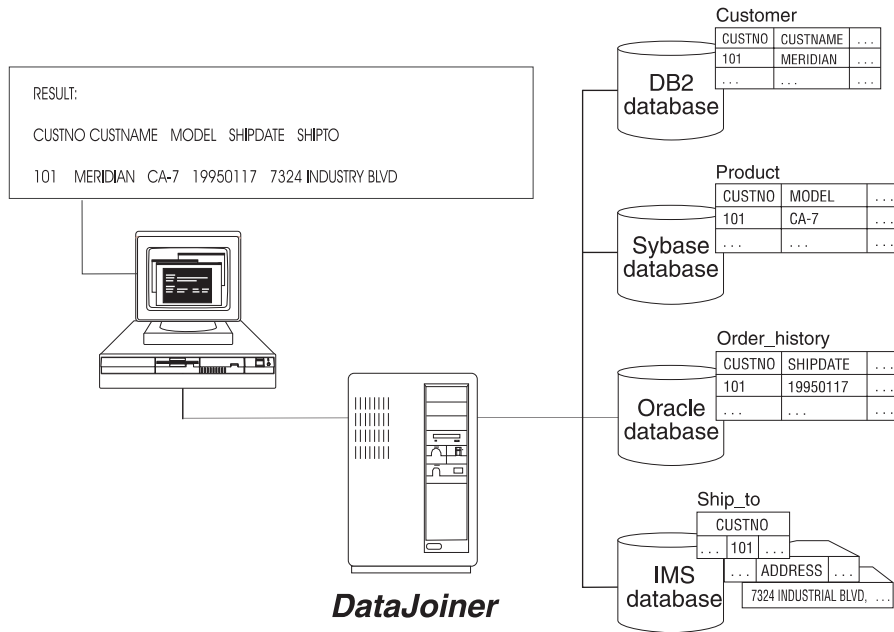 RESULT:
CUSTNO CUSTNAME MODEL SHIPDATE SHIPTO
101 MERIDIAN CA-7 19950117 7324 INDUSTRY BLVD
DataJoiner
Customer
CUSTNO CUSTNAME ...
101 MERIDIAN ...
... ... ...
DB2
database
Product
CUSTNO MODEL ...
101 CA-7 ...
... ... ...
Sybase
database
Order_history
CUSTNO SHIPDATE ...
101 19950117 ...
... ... ...
Oracle
database
Ship_to
CUSTNO
... 101 ...
... ADDRESS ...
7324 INDUSTRIAL BLVD, ...
IMS
database